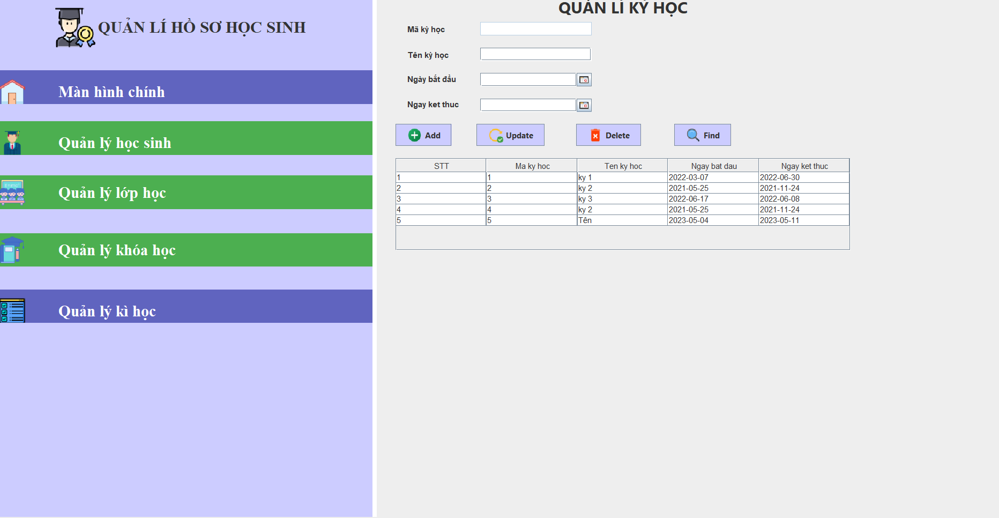 QUẢN LÍ HỒ SƠ HỌC SINH
Màn hình chính
Quản lý học sinh
Quản lý lớp học
Quản lý khóa học
Quản lý kì học
QUẢN LÍ KỲ HỌC
Mã kỳ học
Tên kỳ học
Ngày bắt đầu
Ngay ket thuc
Add Update Delete Find
STT Ma ky hoc Ten ky hoc Ngay bat dau Ngay ket thuc
1 1 ky 1 2022-03-07 2022-06-30
2 2 ky 2 2021-05-25 2021-11-24
3 3 ky 3 2022-06-17 2022-06-08
4 4 ky 2 2021-05-25 2021-11-24
5 5 Tên 2023-05-04 2023-05-11